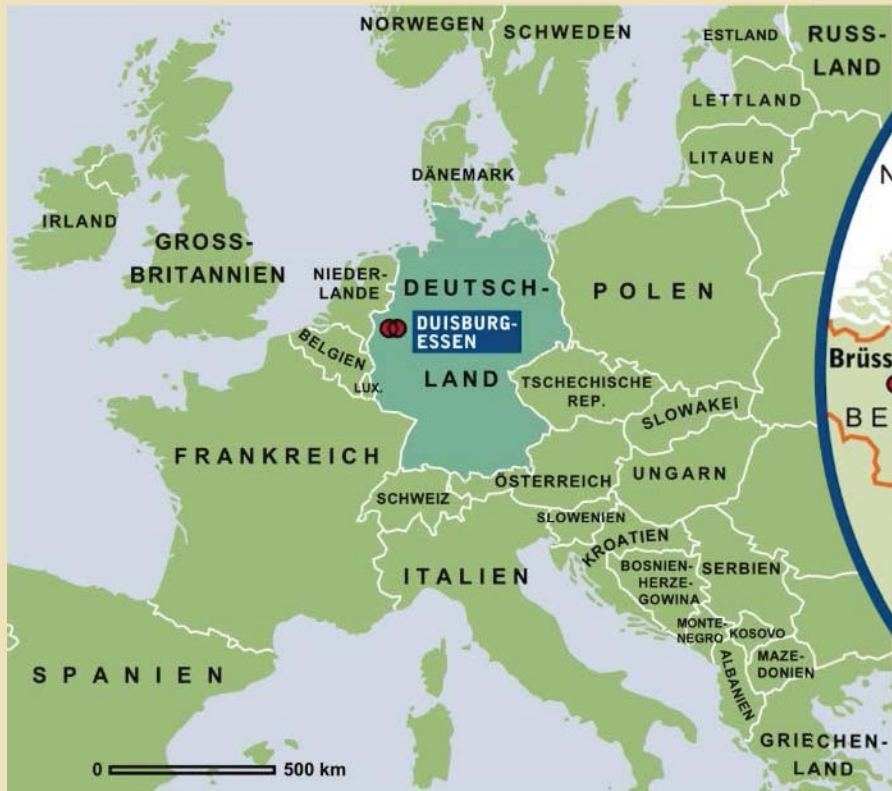 NORWEGEN
SCHWEDEN
ESTLAND
RUSS-
LAND
LETTLAND
LITAUEN
DÄNEMARK
IRLAND
GROSS-
BRITANNIEN
NIEDER-
LANDE
DEUTSCH-
LAND
POLEN
DUISBURG-
ESSEN
BELGIEN
LUX.
TSCHECHISCHE
REP.
SLOWAKEI
FRANKREICH
ÖSTERREICH
UNGARN
SCHWEIZ
SLOWENIEN
KROATIEN
ITALIEN
BOSNIEN-
HERZE-
GOWINA
SERBIEN
MONTE-
NEGRO
KOSOVO
MAZE-
DONIEN
ALBANIEN
SPANIEN
GRIECHEN-
LAND
0 500 km
N
Brüss
BE